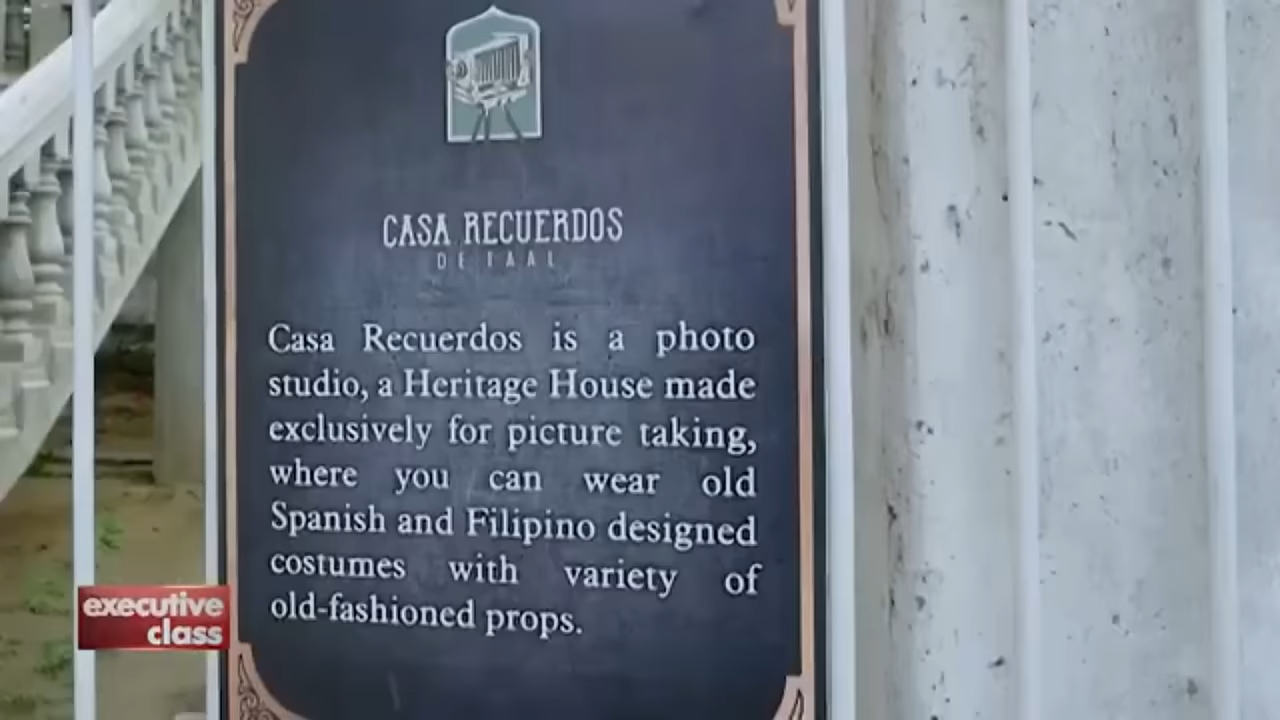 CASA RECUERDOS
DE TAAL
Casa Recuerdos is a photo
studio, a Heritage House made
exclusively for picture taking,
where you can wear old
Spanish and Filipino designed
costumes with variety of
old-fashioned props.
executive
class